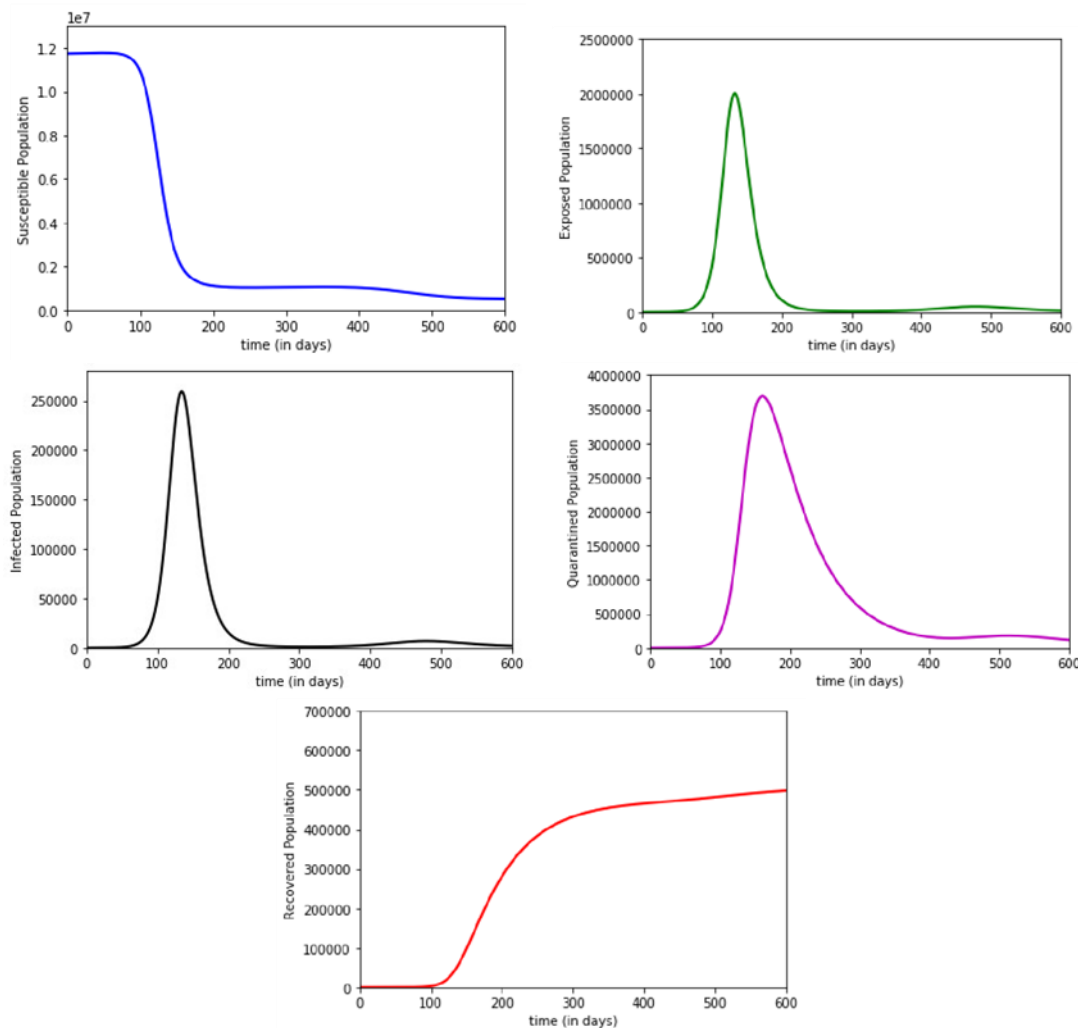 1e7
Susceptible Population
1.2
1.0
0.8
0.6
0.4
0.2
0.0
0 100 200 300 400 500 600
time (in days)
Exposed Population
2500000
2000000
1500000
1000000
500000
0
0 100 200 300 400 500 600
time (in days)
Infected Population
250000
200000
150000
100000
50000
0
0 100 200 300 400 500 600
time (in days)
Quarantined Population
4000000
3500000
3000000
2500000
2000000
1500000
1000000
500000
0
0 100 200 300 400 500 600
time (in days)
Recovered Population
700000
600000
500000
400000
300000
200000
100000
0
0 100 200 300 400 500 600
time (in days)